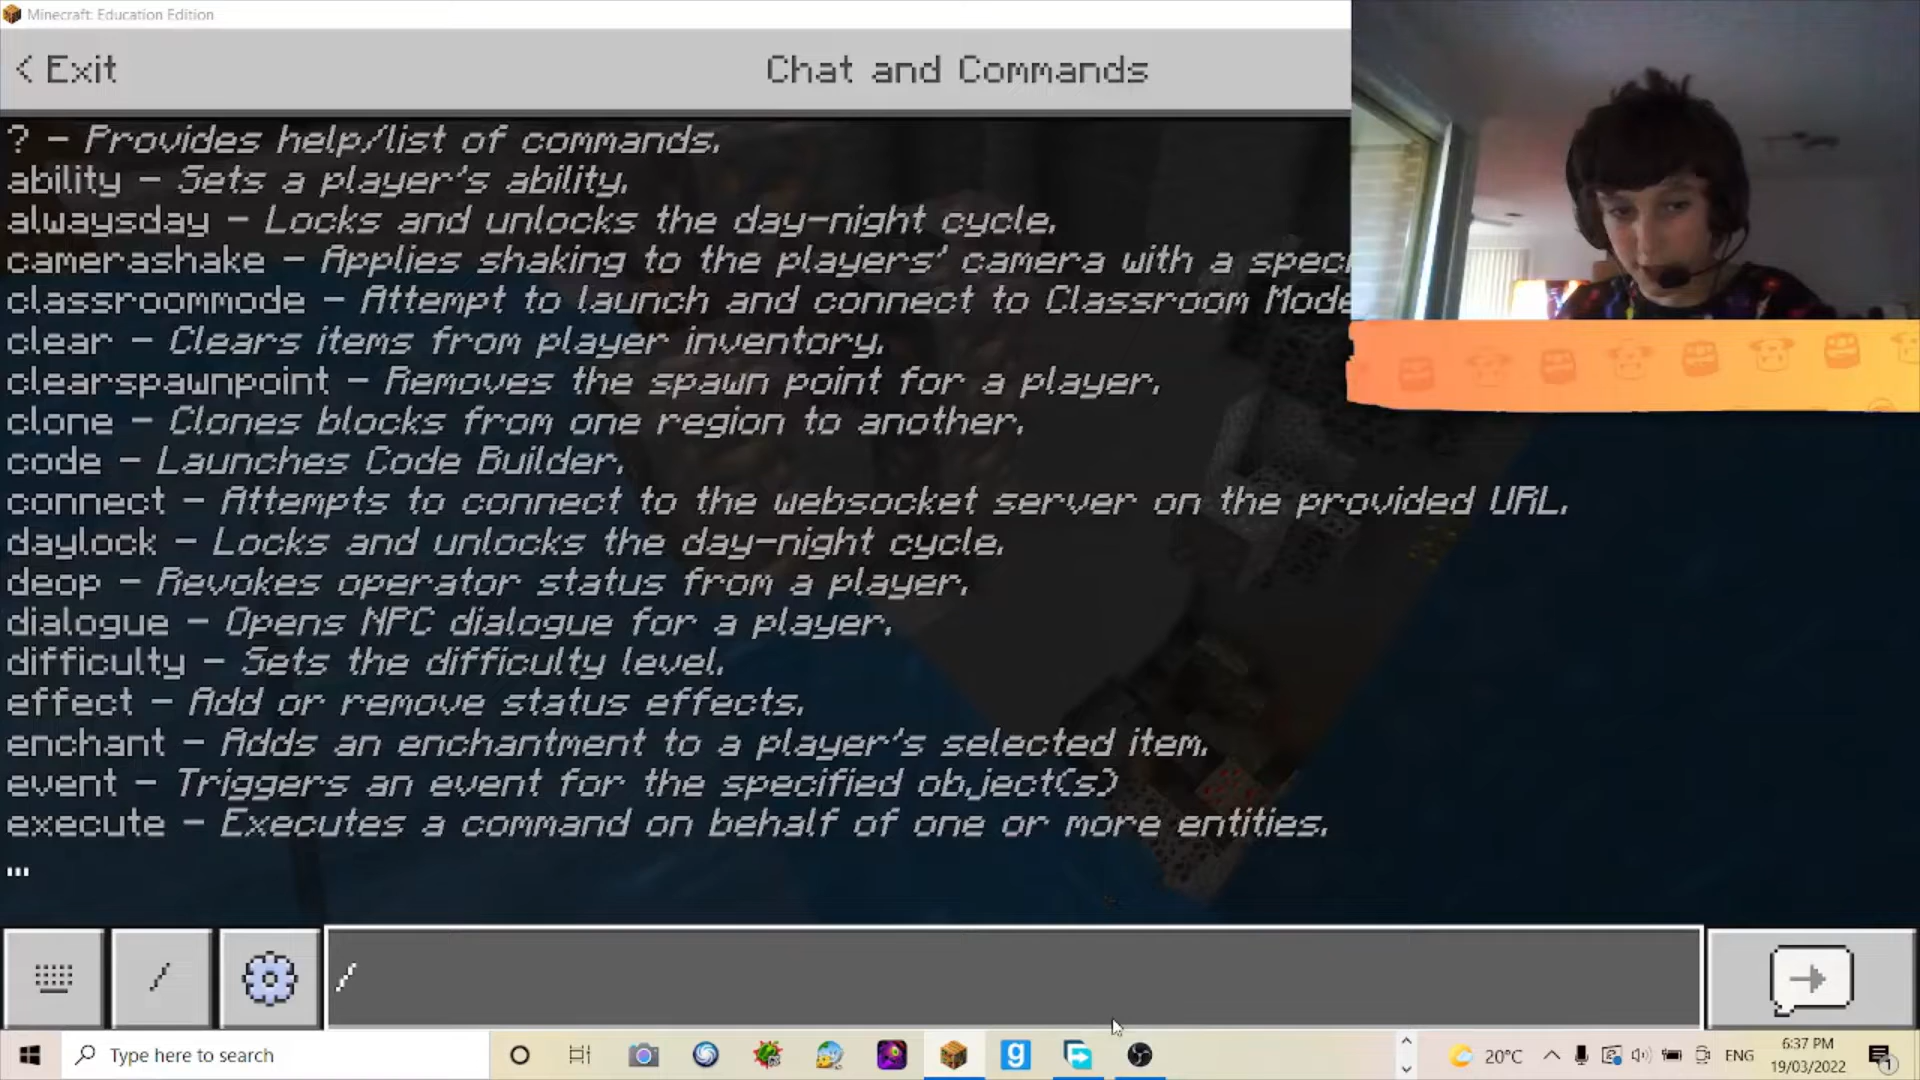 Minecraft: Education Edition
< Exit
Chat and Commands
? - Provides help/list of commands.
ability - Sets a player's ability.
alwaysday - Locks and unlocks the day-night cycle.
camerashake - Applies shaking to the players' camera with a spec
classroommode - Attempt to launch and connect to Classroom Mode
clear - Clears items from player inventory.
clearspawnpoint - Removes the spawn point for a player.
clone - Clones blocks from one region to another.
code - Launches Code Builder.
connect - Attempts to connect to the websocket server on the provided URL.
daylock - Locks and unlocks the day-night cycle.
deop - Revokes operator status from a player.
dialogue - Opens NPC dialogue for a player.
difficulty - Sets the difficulty level.
effect - Add or remove status effects.
enchant - Adds an enchantment to a player's selected item.
event - Triggers an event for the specified object(s)
execute - Executes a command on behalf of one or more entities.
...
/
/
Type here to search
20°C
ENG
6:37 PM
19/03/2022
1